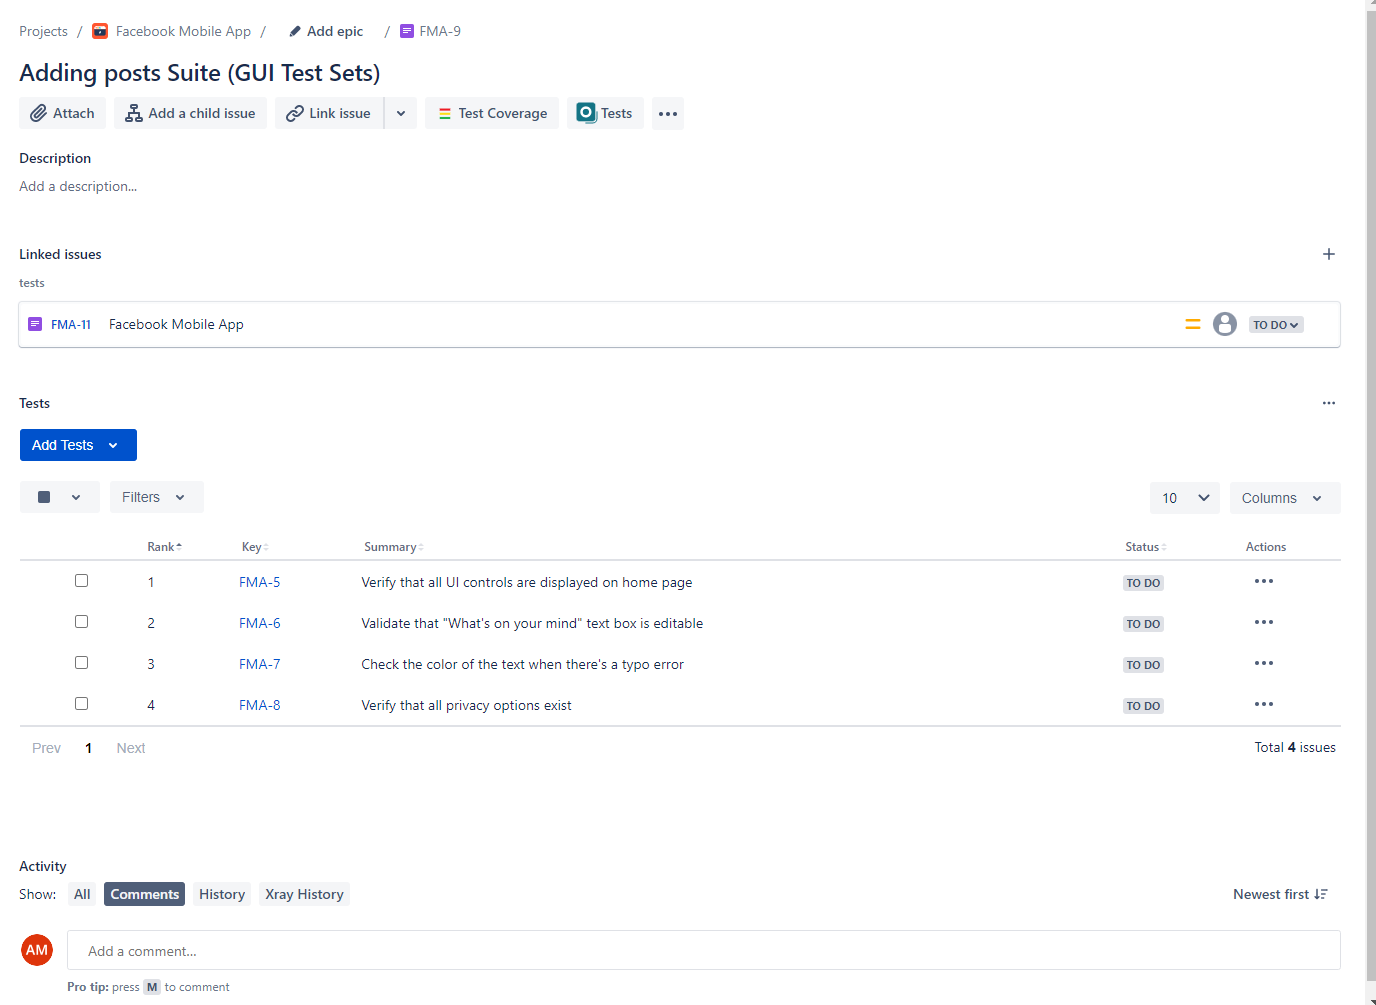 Projects / Facebook Mobile App / Add epic / FMA-9
Adding posts Suite (GUI Test Sets)
Attach Add a child issue Link issue Test Coverage Tests
Description
Add a description...
Linked issues
tests
FMA-11 Facebook Mobile App TO DO
Tests
Add Tests
Filters 10 Columns
Rank Key Summary Status Actions
1 FMA-5 Verify that all UI controls are displayed on home page TO DO
2 FMA-6 Validate that "What's on your mind" text box is editable TO DO
3 FMA-7 Check the color of the text when there's a typo error TO DO
4 FMA-8 Verify that all privacy options exist TO DO
Prev 1 Next Total 4 issues
Activity
Show: All Comments History Xray History Newest first
AM Add a comment...
Pro tip: press M to comment